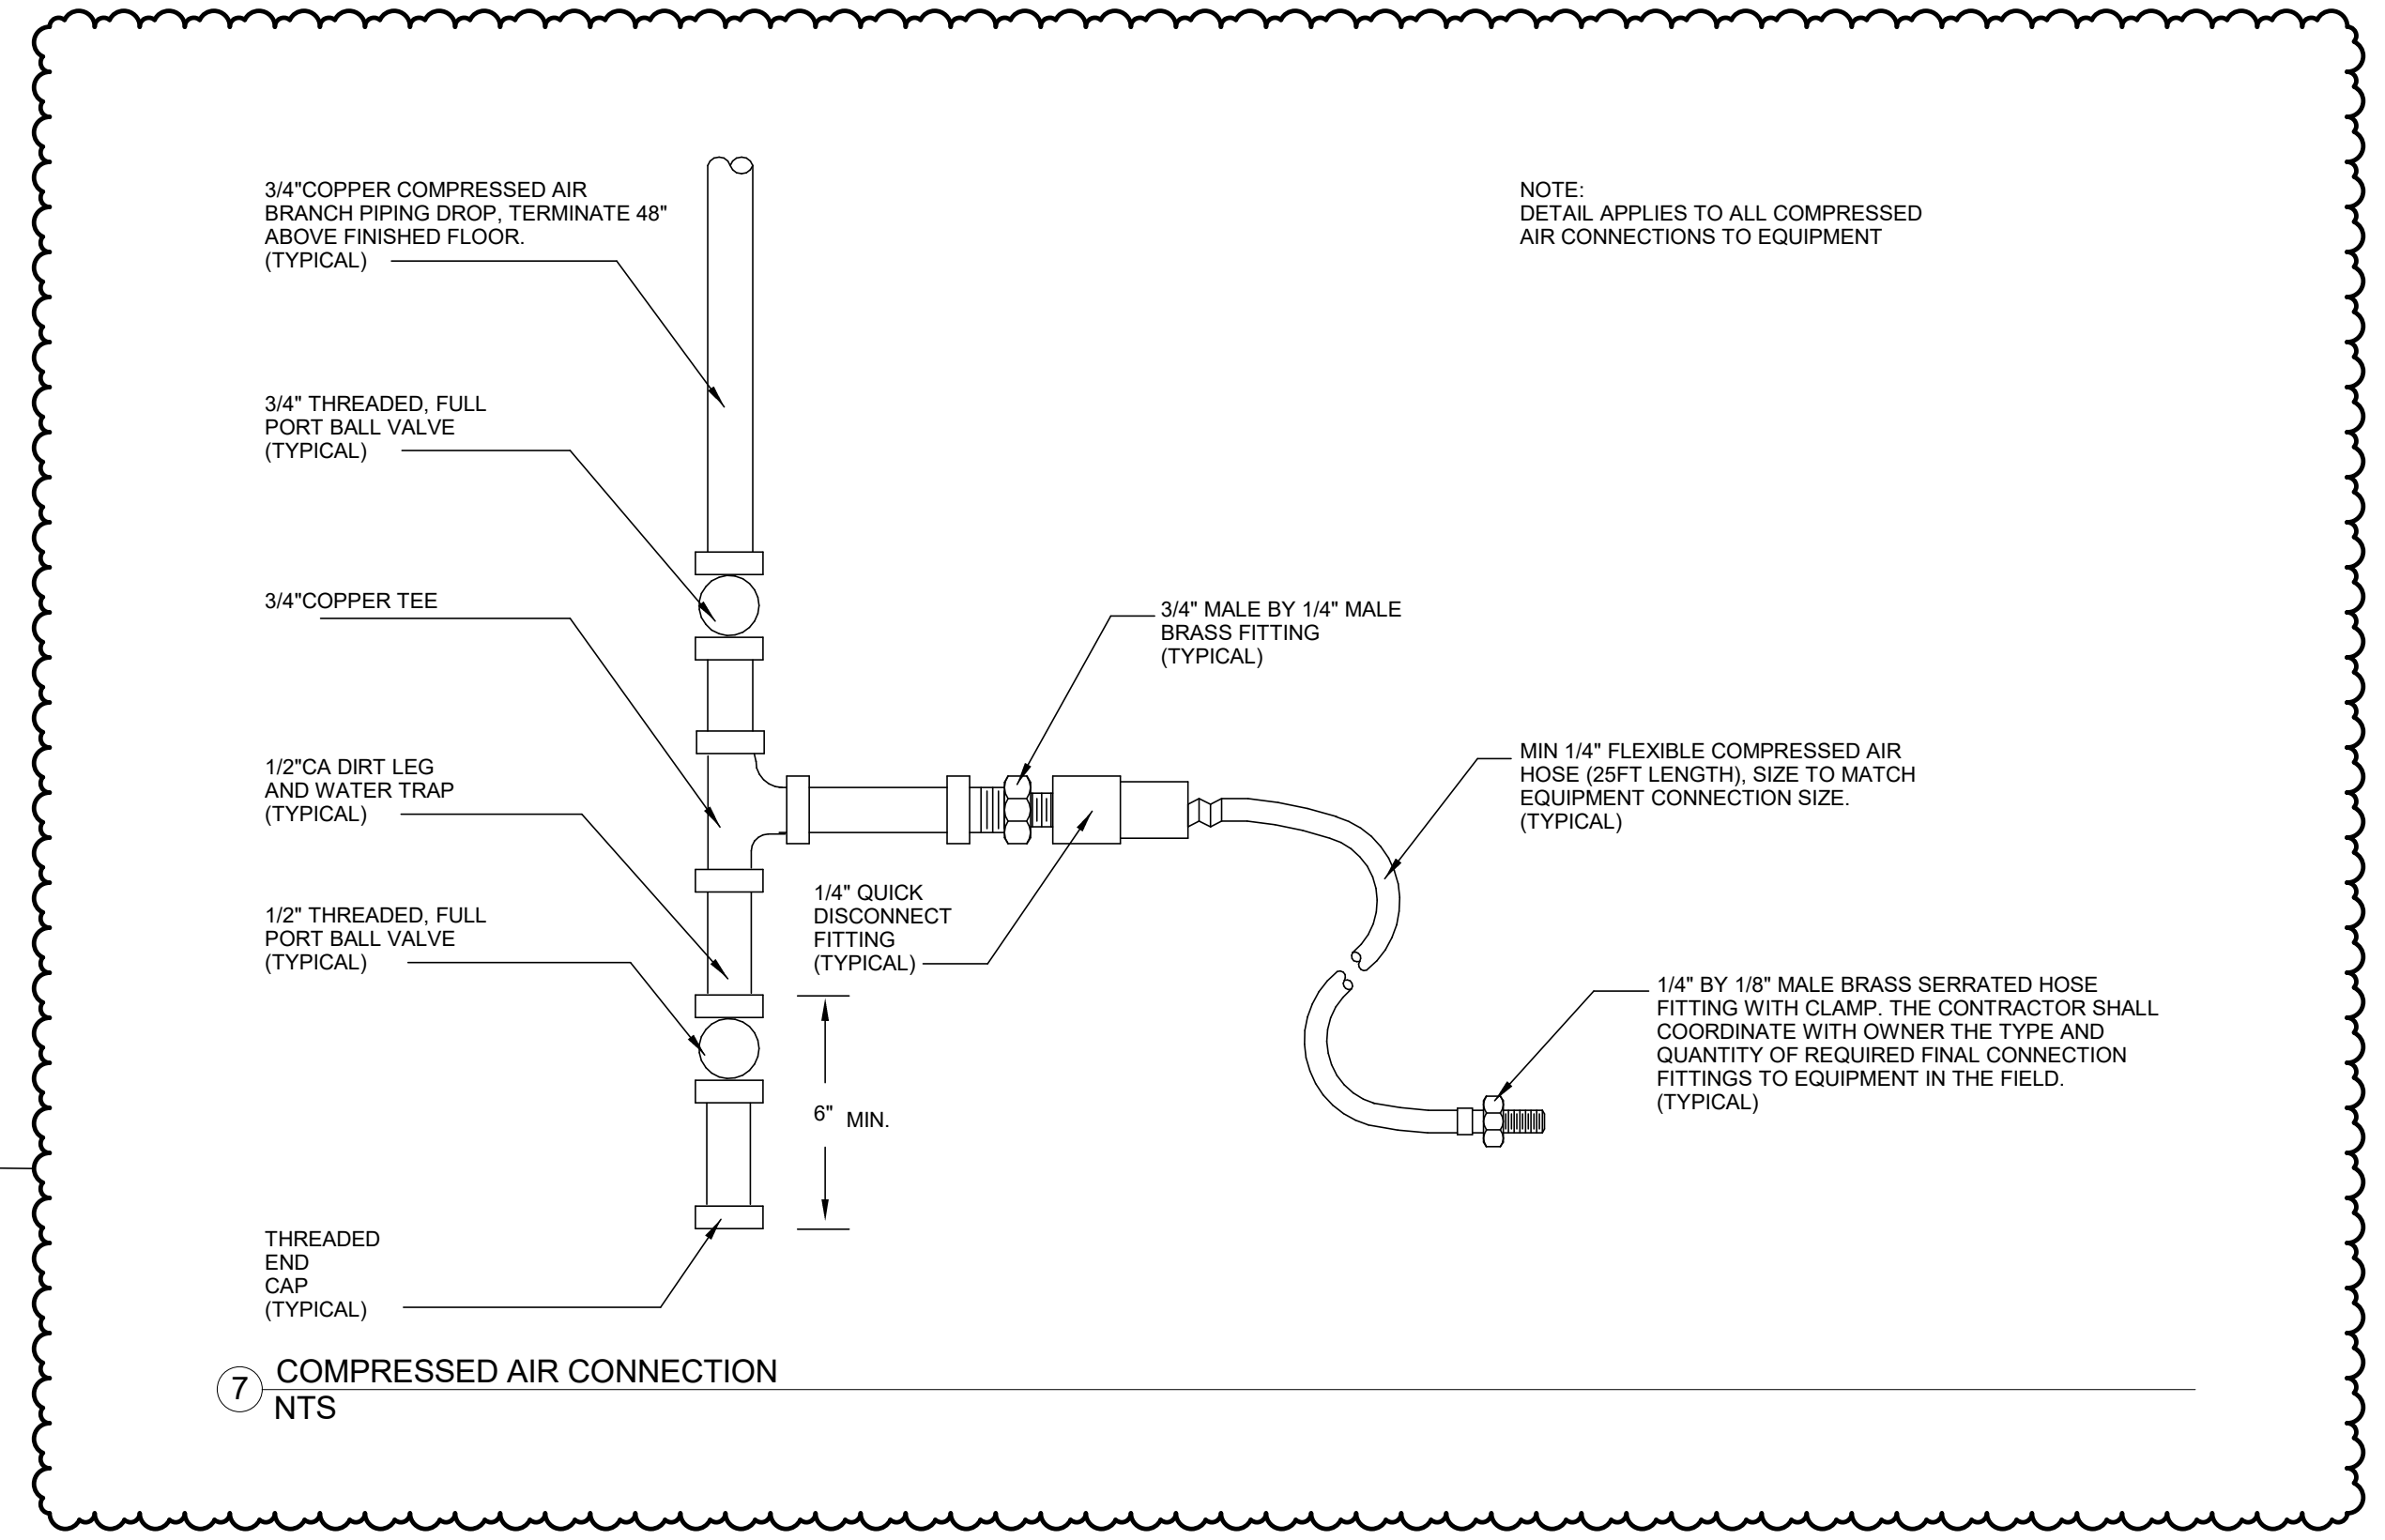 3/4"COPPER COMPRESSED AIR
BRANCH PIPING DROP, TERMINATE 48"
ABOVE FINISHED FLOOR.
(TYPICAL)
NOTE:
DETAIL APPLIES TO ALL COMPRESSED
AIR CONNECTIONS TO EQUIPMENT
3/4" THREADED, FULL
PORT BALL VALVE
(TYPICAL)
3/4"COPPER TEE
3/4" MALE BY 1/4" MALE
BRASS FITTING
(TYPICAL)
1/2"CA DIRT LEG
AND WATER TRAP
(TYPICAL)
MIN 1/4" FLEXIBLE COMPRESSED AIR
HOSE (25FT LENGTH), SIZE TO MATCH
EQUIPMENT CONNECTION SIZE.
(TYPICAL)
1/2" THREADED, FULL
PORT BALL VALVE
(TYPICAL)
1/4" QUICK
DISCONNECT
FITTING
(TYPICAL)
1/4" BY 1/8" MALE BRASS SERRATED HOSE
FITTING WITH CLAMP. THE CONTRACTOR SHALL
COORDINATE WITH OWNER THE TYPE AND
QUANTITY OF REQUIRED FINAL CONNECTION
FITTINGS TO EQUIPMENT IN THE FIELD.
(TYPICAL)
6" MIN.
THREADED
END
CAP
(TYPICAL)
7 COMPRESSED AIR CONNECTION
NTS